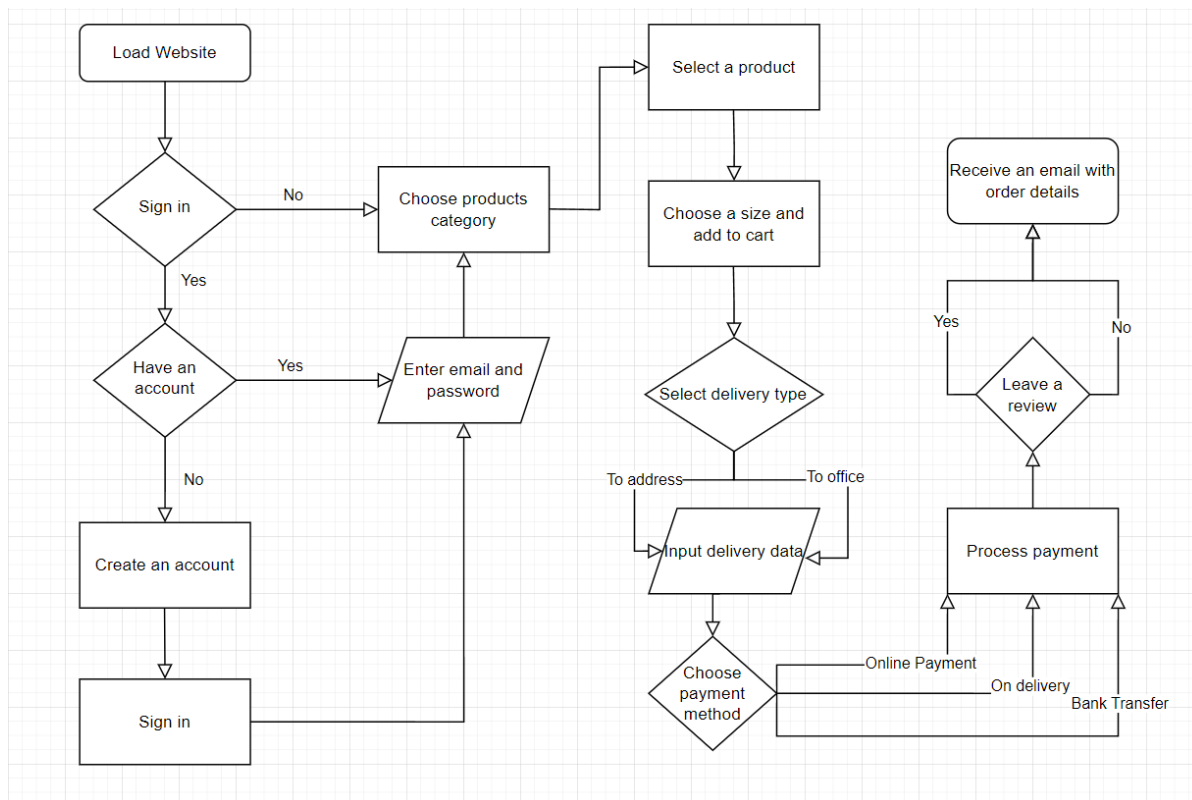 Load Website
Sign in
No
Yes
Have an
account
Yes
No
Create an account
Sign in
Choose products
category
Enter email and
password
Select a product
Choose a size and
add to cart
Select delivery type
To address
To office
Input delivery data
Choose
payment
method
Online Payment
On delivery
Bank Transfer
Process payment
Leave a
review
Yes
No
Receive an email with
order details